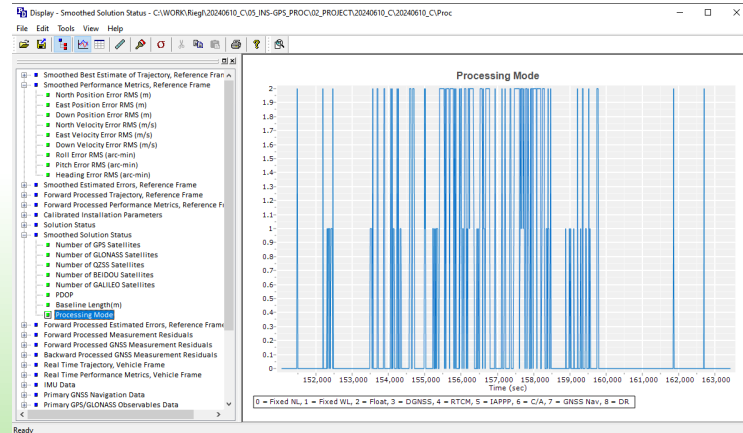 Display - Smoothed Solution Status - C:\WORK\Riegl\20240610_C\05_INS-GPS_PROC\02_PROJECT\20240610_C\20240610_C\Proc
File Edit Tools View Help
Smoothed Best Estimate of Trajectory, Reference Fran
Smoothed Performance Metrics, Reference Frame
North Position Error RMS (m)
East Position Error RMS (m)
Down Position Error RMS (m)
North Velocity Error RMS (m/s)
East Velocity Error RMS (m/s)
Down Velocity Error RMS (m/s)
Roll Error RMS (arc-min)
Pitch Error RMS (arc-min)
Heading Error RMS (arc-min)
Smoothed Estimated Errors, Reference Frame
Forward Processed Trajectory, Reference Frame
Forward Processed Performance Metrics, Reference Fr
Calibrated Installation Parameters
Solution Status
Smoothed Solution Status
Number of GPS Satellites
Number of GLONASS Satellites
Number of QZSS Satellites
Number of BEIDOU Satellites
Number of GALILEO Satellites
PDOP
Baseline Length(m)
Processing Mode
Forward Processed Estimated Errors, Reference Frame
Forward Processed Measurement Residuals
Forward Processed GNSS Measurement Residuals
Backward Processed GNSS Measurement Residuals
Real Time Trajectory, Vehicle Frame
Real Time Performance Metrics, Vehicle Frame
IMU Data
Primary GNSS Navigation Data
Primary GPS/GLONASS Observables Data
Ready
Processing Mode
2
1.9
1.8
1.7
1.6
1.5
1.4
1.3
1.2
1.1
1
0.9
0.8
0.7
0.6
0.5
0.4
0.3
0.2
0.1
152,000 153,000 154,000 155,000 156,000 157,000 158,000 159,000 160,000 161,000 162,000 163,000
Time (sec)
0 = Fixed NL, 1 = Fixed WL, 2 = Float, 3 = DGNSS, 4 = RTCM, 5 = IAPPP, 6 = C/A, 7 = GNSS Nav, 8 = DR